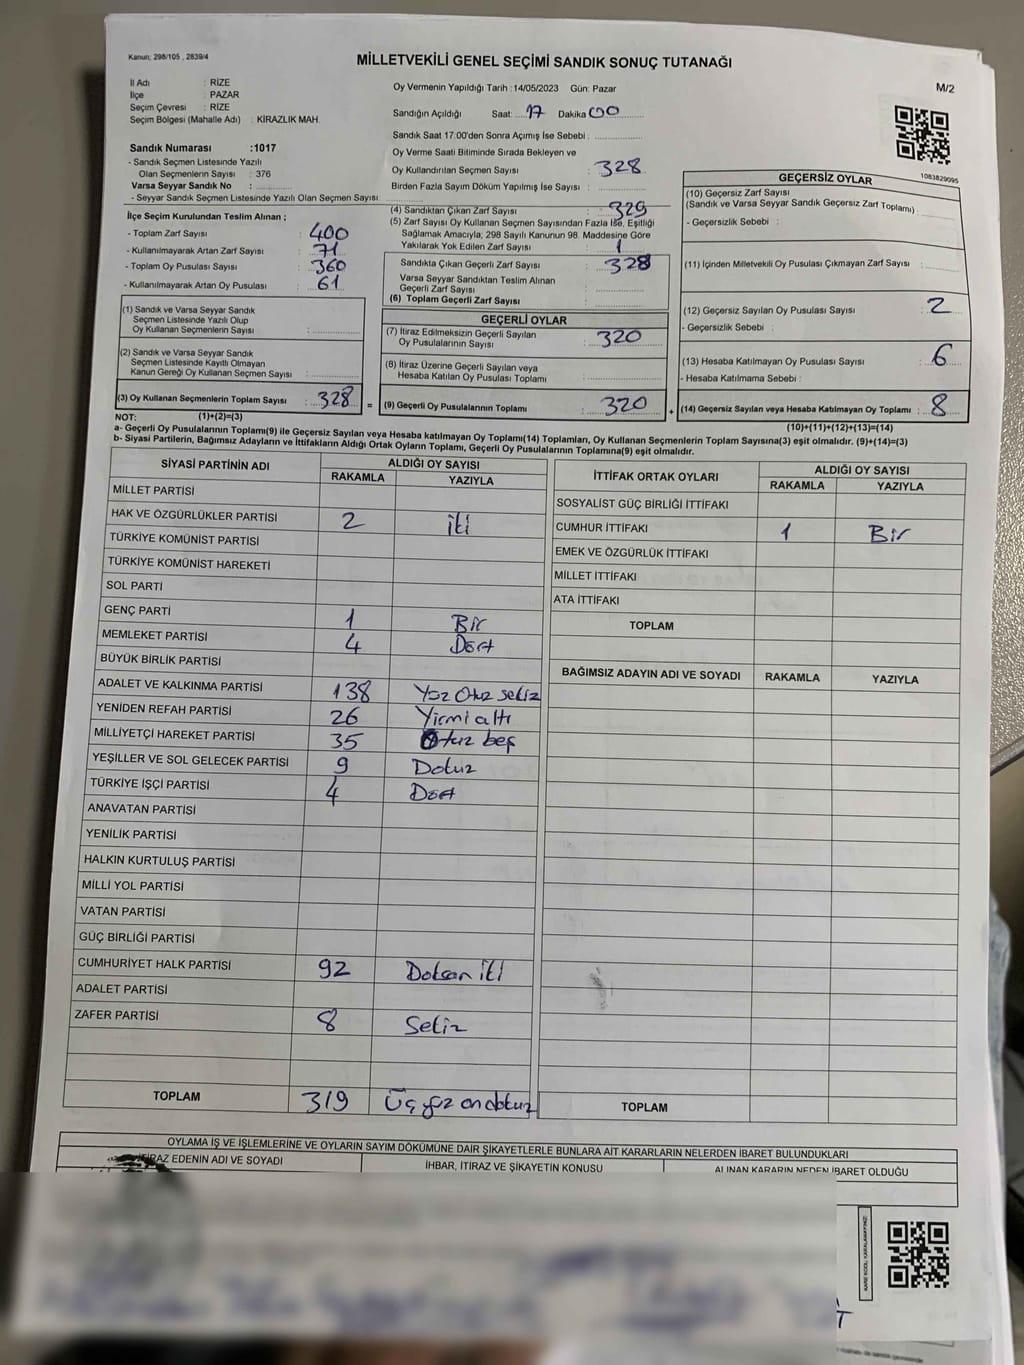 Kanun: 298/105 , 2839/4
MİLLETVEKİLİ GENEL SEÇİMİ SANDIK SONUÇ TUTANAĞI
M/2
İl Adı : RİZE
İlçe : PAZAR
Seçim Çevresi : RİZE
Seçim Bölgesi (Mahalle Adı) : KİRAZLIK MAH.
Sandık Numarası :1017
- Sandık Seçmen Listesinde Yazılı
Olan Seçmenlerin Sayısı : 376
Varsa Seyyar Sandık No :
- Seyyar Sandık Seçmen Listesinde Yazılı Olan Seçmen Sayısı:
İlçe Seçim Kurulundan Teslim Alınan ;
- Toplam Zarf Sayısı : 400
- Kullanılmayarak Artan Zarf Sayısı : 71
- Toplam Oy Pusulası Sayısı : 360
- Kullanılmayarak Artan Oy Pusulası : 61
(1) Sandık ve Varsa Seyyar Sandık
Seçmen Listesinde Yazılı Olup
Oy Kullanan Seçmenlerin Sayısı :
(2) Sandık ve Varsa Seyyar Sandık
Seçmen Listesinde Kayıtlı Olmayan
Kanun Gereği Oy Kullanan Seçmen Sayısı :
(3) Oy Kullanan Seçmenlerin Toplam Sayısı : 328
Oy Vermenin Yapıldığı Tarih :14/05/2023 Gün: Pazar
Sandığın Açıldığı Saat: 17 Dakika 00
Sandık Saat 17:00'den Sonra Açımış İse Sebebi :
Oy Verme Saati Bitiminde Sırada Bekleyen ve
Oy Kullandırılan Seçmen Sayısı : 328
Birden Fazla Sayım Döküm Yapılmış İse Sayısı :
(4) Sandıktan Çıkan Zarf Sayısı : 329
(5) Zarf Sayısı Oy Kullanan Seçmen Sayısından Fazla İse, Eşitliği
Sağlamak Amacıyla, 298 Sayılı Kanunun 98. Maddesine Göre
Yakılarak Yok Edilen Zarf Sayısı : 1
Sandıkta Çıkan Geçerli Zarf Sayısı : 328
Varsa Seyyar Sandıktan Teslim Alınan
Geçerli Zarf Sayısı :
(6) Toplam Geçerli Zarf Sayısı :
GEÇERLİ OYLAR
(7) İtiraz Edilmeksizin Geçerli Sayılan
Oy Pusulalarının Sayısı : 320
(8) İtiraz Üzerine Geçerli Sayılan veya
Hesaba Katılan Oy Pusulası Toplamı :
= (9) Geçerli Oy Pusulalarının Toplamı : 320 +
1083829095
GEÇERSİZ OYLAR
(10) Geçersiz Zarf Sayısı
(Sandık ve Varsa Seyyar Sandık Geçersiz Zarf Toplamı) :
- Geçersizlik Sebebi :
(11) İçinden Milletvekili Oy Pusulası Çıkmayan Zarf Sayısı :
(12) Geçersiz Sayılan Oy Pusulası Sayısı : 2
- Geçersizlik Sebebi :
(13) Hesaba Katılmayan Oy Pusulası Sayısı : 6
- Hesaba Katılmama Sebebi :
(14) Geçersiz Sayılan veya Hesaba Katılmayan Oy Toplamı : 8
NOT: (1)+(2)=(3)
(10)+(11)+(12)+(13)=(14)
a- Geçerli Oy Pusulalarının Toplamı(9) ile Geçersiz Sayılan veya Hesaba katılmayan Oy Toplamı(14) Toplamları, Oy Kullanan Seçmenlerin Toplam Sayısına(3) eşit olmalıdır. (9)+(14)=(3)
b- Siyasi Partilerin, Bağımsız Adayların ve İttifakların Aldığı Ortak Oyların Toplamı, Geçerli Oy Pusulalarının Toplamına(9) eşit olmalıdır.
SİYASİ PARTİNİN ADI ALDIĞI OY SAYISI
RAKAMLA YAZIYLA
MİLLET PARTİSİ
HAK VE ÖZGÜRLÜKLER PARTİSİ 2 iki
TÜRKİYE KOMÜNİST PARTİSİ
TÜRKİYE KOMÜNİST HAREKETİ
SOL PARTİ
GENÇ PARTİ 1 Bir
MEMLEKET PARTİSİ 4 Dört
BÜYÜK BİRLİK PARTİSİ
ADALET VE KALKINMA PARTİSİ 138 Yüz Otuz sekiz
YENİDEN REFAH PARTİSİ 26 Yirmi altı
MİLLİYETÇİ HAREKET PARTİSİ 35 Otuz beş
YEŞİLLER VE SOL GELECEK PARTİSİ 9 Dokuz
TÜRKİYE İŞÇİ PARTİSİ 4 Dört
ANAVATAN PARTİSİ
YENİLİK PARTİSİ
HALKIN KURTULUŞ PARTİSİ
MİLLİ YOL PARTİSİ
VATAN PARTİSİ
GÜÇ BİRLİĞİ PARTİSİ
CUMHURİYET HALK PARTİSİ 92 Doksan iki
ADALET PARTİSİ
ZAFER PARTİSİ 8 Sekiz
TOPLAM 319 Üç yüz on dokuz
İTTİFAK ORTAK OYLARI ALDIĞI OY SAYISI
RAKAMLA YAZIYLA
SOSYALİST GÜÇ BİRLİĞİ İTTİFAKI
CUMHUR İTTİFAKI 1 Bir
EMEK VE ÖZGÜRLÜK İTTİFAKI
MİLLET İTTİFAKI
ATA İTTİFAKI
TOPLAM
BAĞIMSIZ ADAYIN ADI VE SOYADI RAKAMLA YAZIYLA
TOPLAM
OYLAMA İŞ VE İŞLEMLERİNE VE OYLARIN SAYIM DÖKÜMÜNE DAİR ŞİKAYETLERLE BUNLARA AİT KARARLARIN NELERDEN İBARET BULUNDUKLARI
İTİRAZ EDENİN ADI VE SOYADI İHBAR, İTİRAZ VE ŞİKAYETİN KONUSU ALINAN KARARIN NEDEN İBARET OLDUĞU
KARE KODU KARALAMAYINIZ!